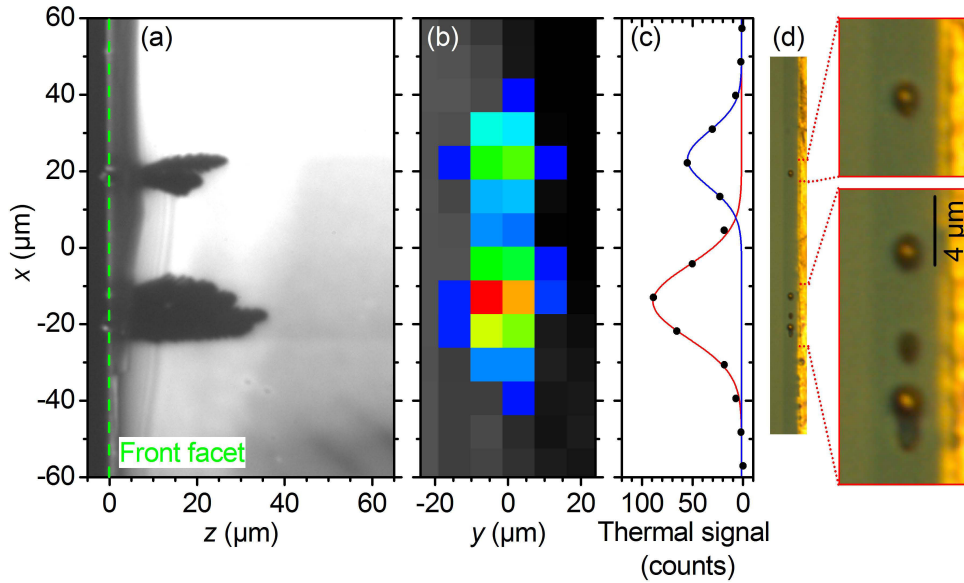 (a)
(b)
(c)
(d)
60
40
20
0
-20
-40
-60
x (µm)
Front facet
0 20 40 60
z (µm)
-20 0 20
y (µm)
100 50 0
Thermal signal
(counts)
4 µm